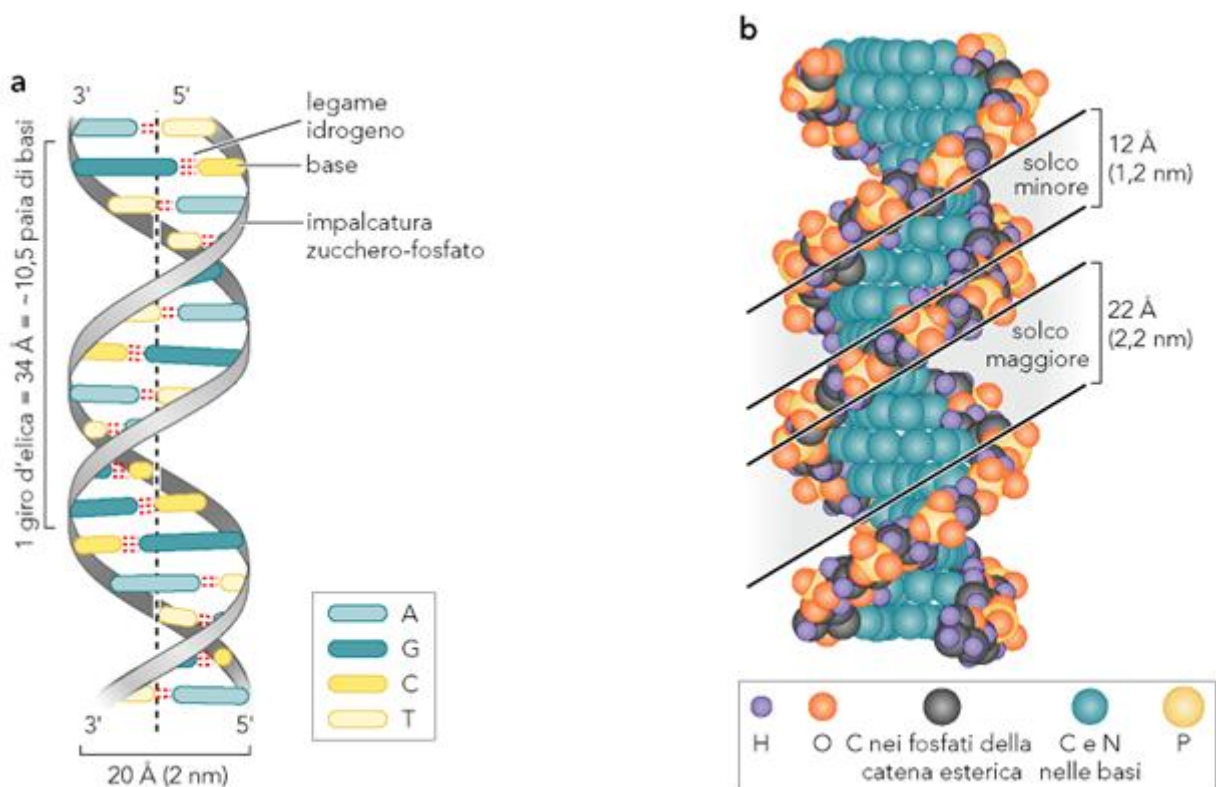 a
3'
5'
legame
idrogeno
base
impalcatura
zucchero-fosfato
1 giro d'elica = 34 Å = ~ 10,5 paia di basi
A
G
C
T
3'
5'
20 Å (2 nm)
b
solco
minore
12 Å
(1,2 nm)
solco
maggiore
22 Å
(2,2 nm)
H
O
C nei fosfati della
catena esterica
C e N
nelle basi
P